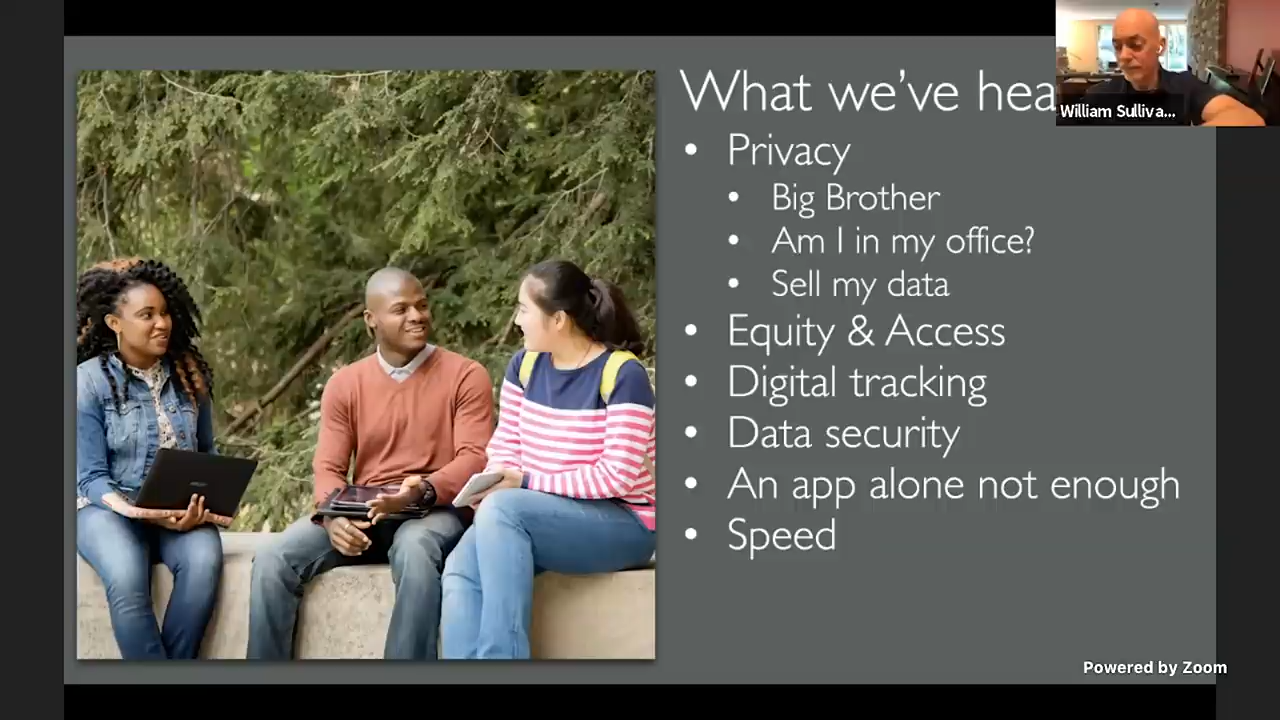 What we've hea
William Sulliva...
• Privacy
• Big Brother
• Am I in my office?
• Sell my data
• Equity & Access
• Digital tracking
• Data security
• An app alone not enough
• Speed
Powered by Zoom